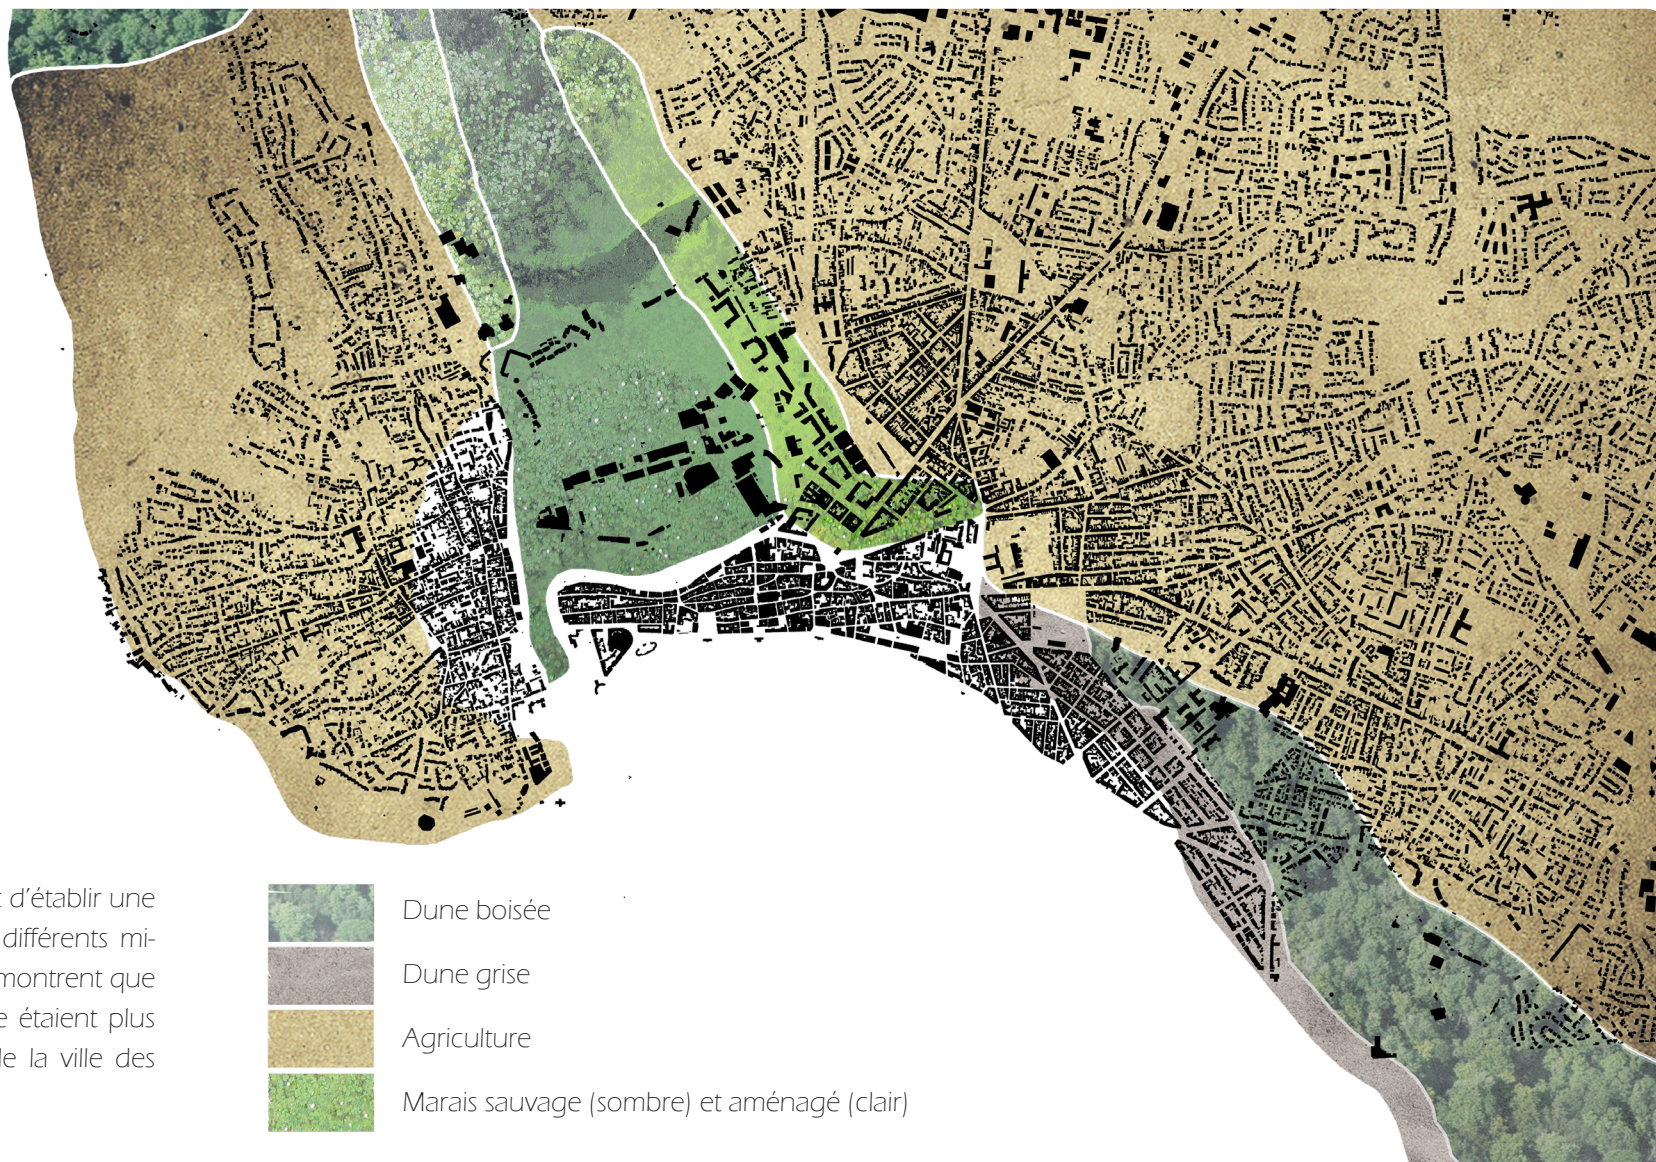 t d'établir une
différents mi-
montrent que
e étaient plus
de la ville des
Dune boisée
Dune grise
Agriculture
Marais sauvage (sombre) et aménagé (clair)